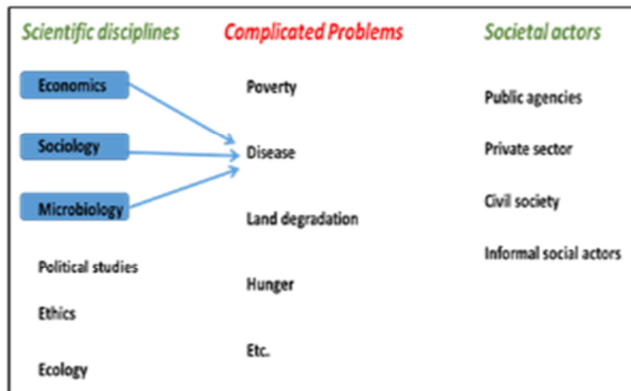 Scientific disciplines
Complicated Problems
Societal actors
Economics
Sociology
Microbiology
Political studies
Ethics
Ecology
Poverty
Disease
Land degradation
Hunger
Etc.
Public agencies
Private sector
Civil society
Informal social actors